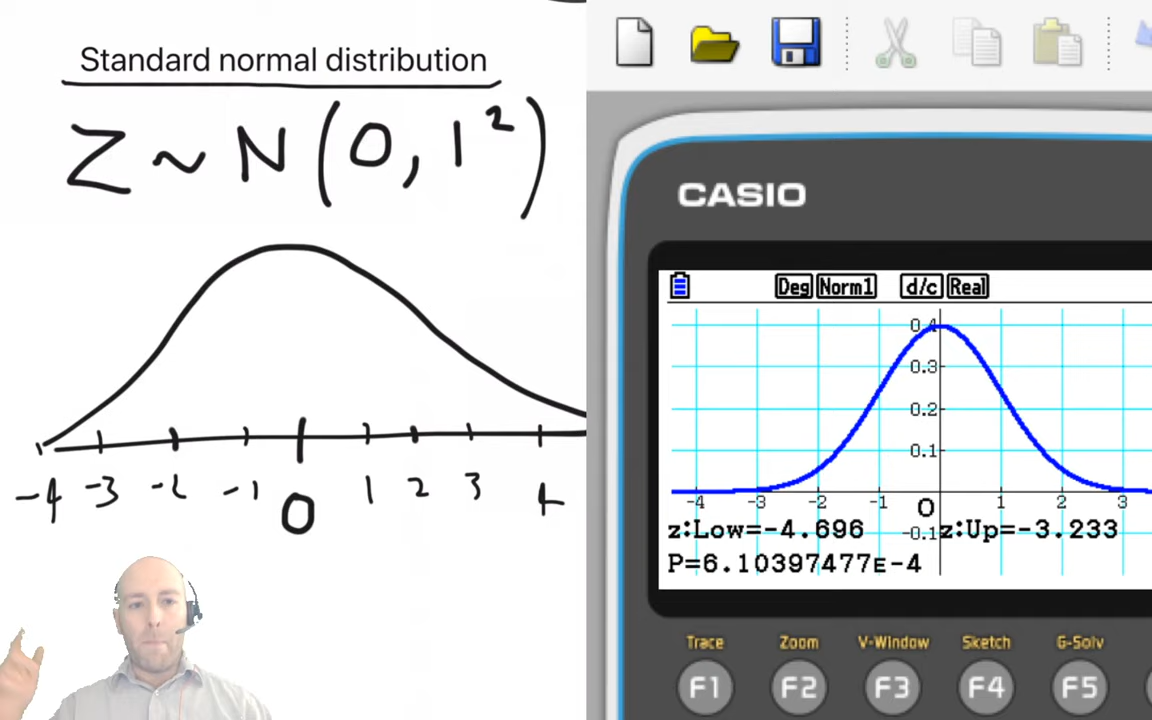 Standard normal distribution
Z ~ N (0, 1²)
-4 -3 -2 -1 0 1 2 3 4
CASIO
Deg Norm1 d/c Real
0.4
0.3
0.2
0.1
-4 -3 -2 -1 O 1 2 3
-0.1
z:Low=-4.696 z:Up=-3.233
P=6.10397477E-4
Trace Zoom V-Window Sketch G-Solv
F1 F2 F3 F4 F5